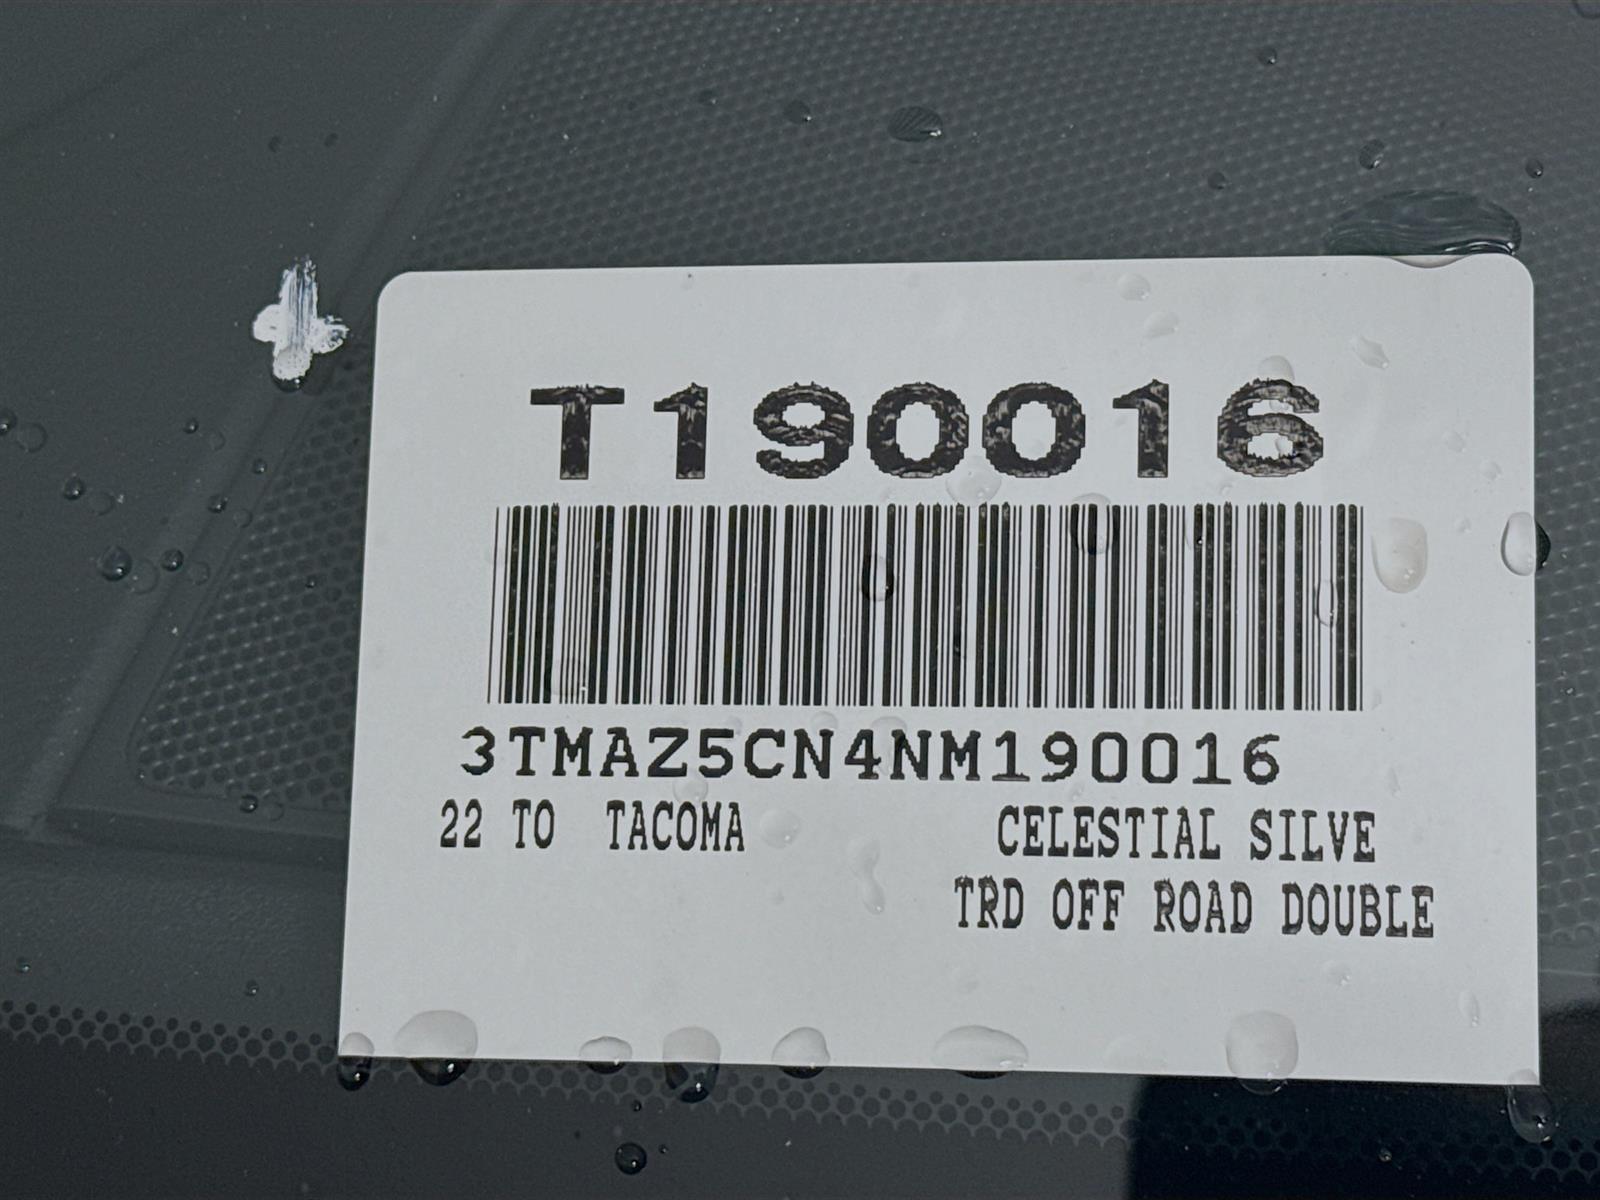 T190016
3TMAZ5CN4NM190016
22 TO TACOMA CELESTIAL SILVE
TRD OFF ROAD DOUBLE